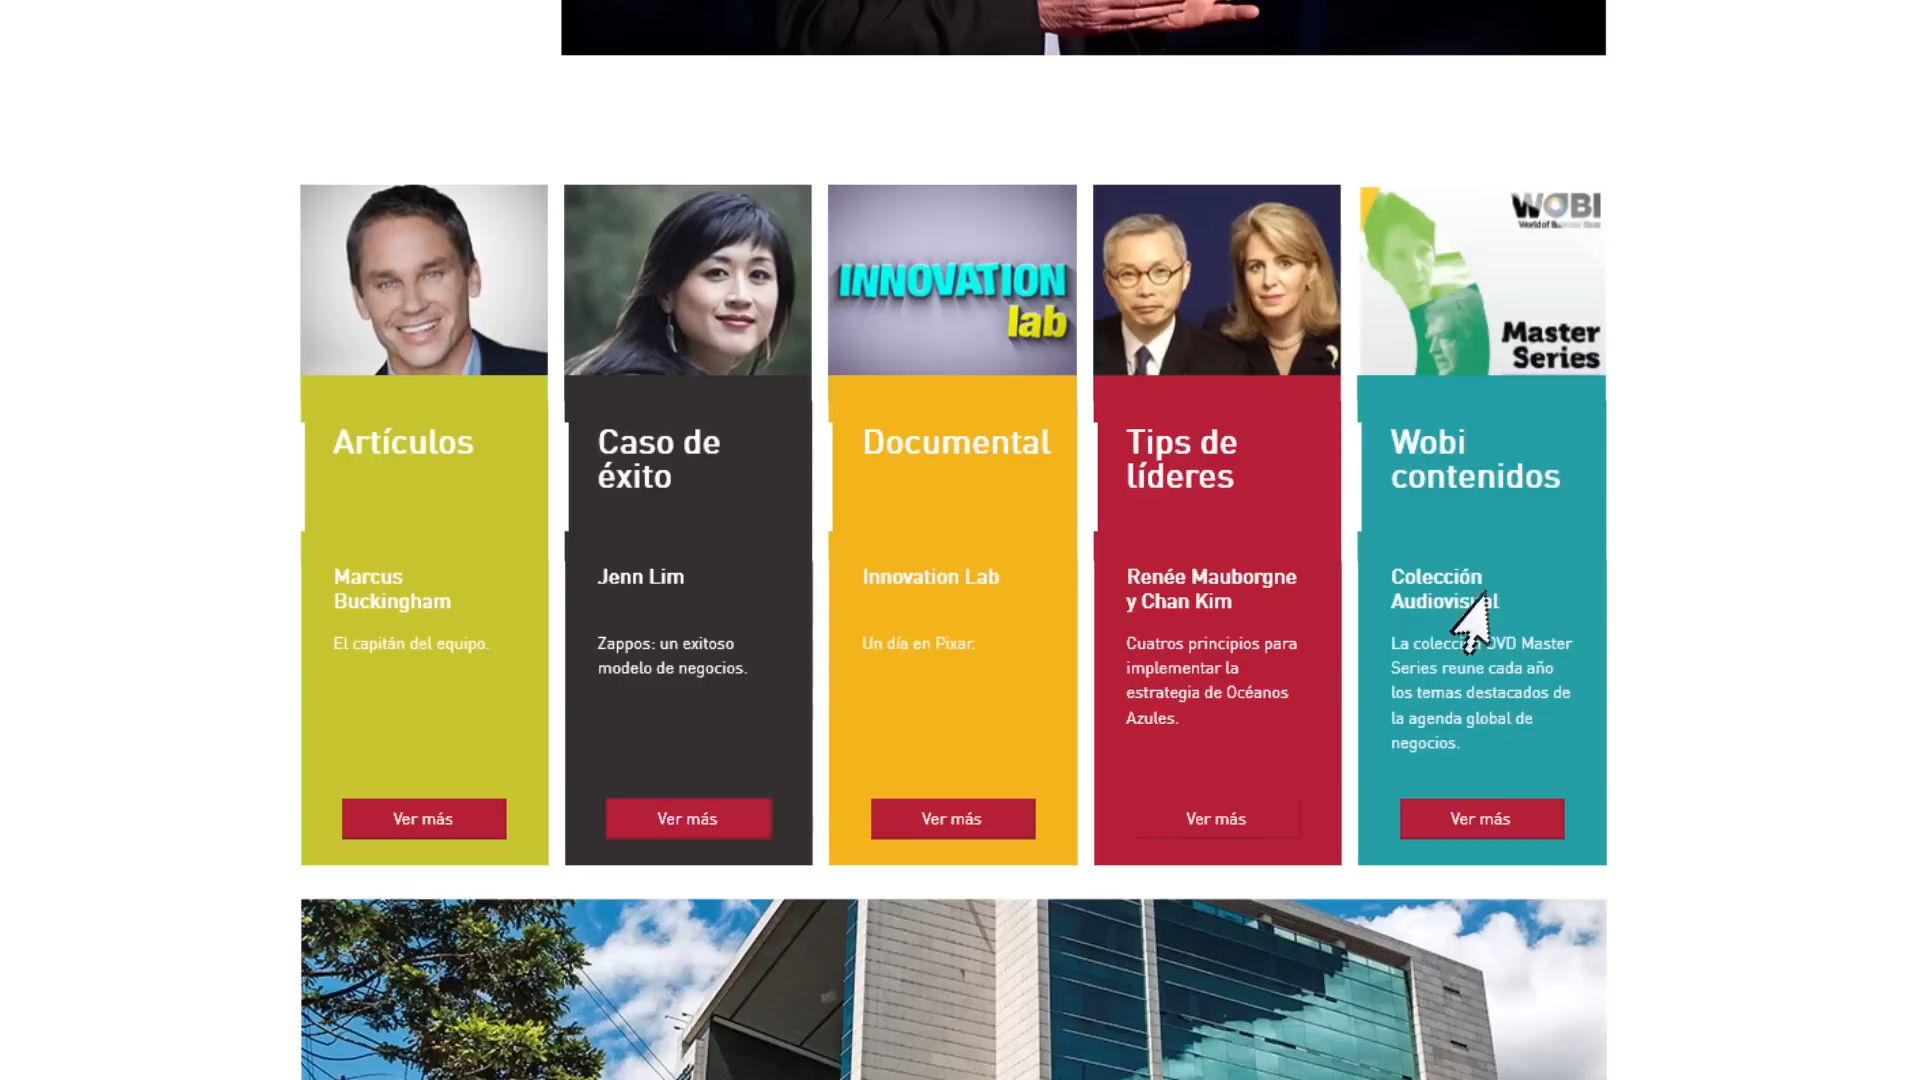 INNOVATION
lab
WOBI
Master
Series
Artículos
Marcus
Buckingham
El capitán del equipo.
Ver más
Caso de
éxito
Jenn Lim
Zappos: un exitoso
modelo de negocios.
Ver más
Documental
Innovation Lab
Un día en Pixar.
Ver más
Tips de
líderes
Renée Mauborgne
y Chan Kim
Cuatros principios para
implementar la
estrategia de Océanos
Azules.
Ver más
Wobi
contenidos
Colección
Audiovisual
La colección DVD Master
Series reúne cada año
los temas destacados de
la agenda global de
negocios.
Ver más